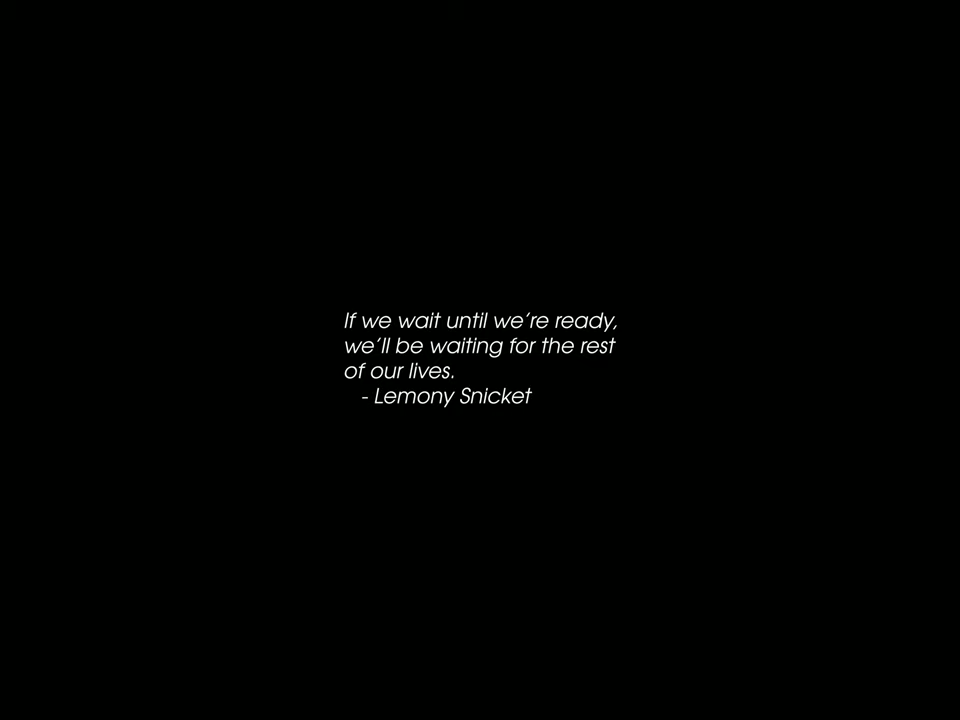 If we wait until we're ready,
we'll be waiting for the rest
of our lives.
- Lemony Snicket